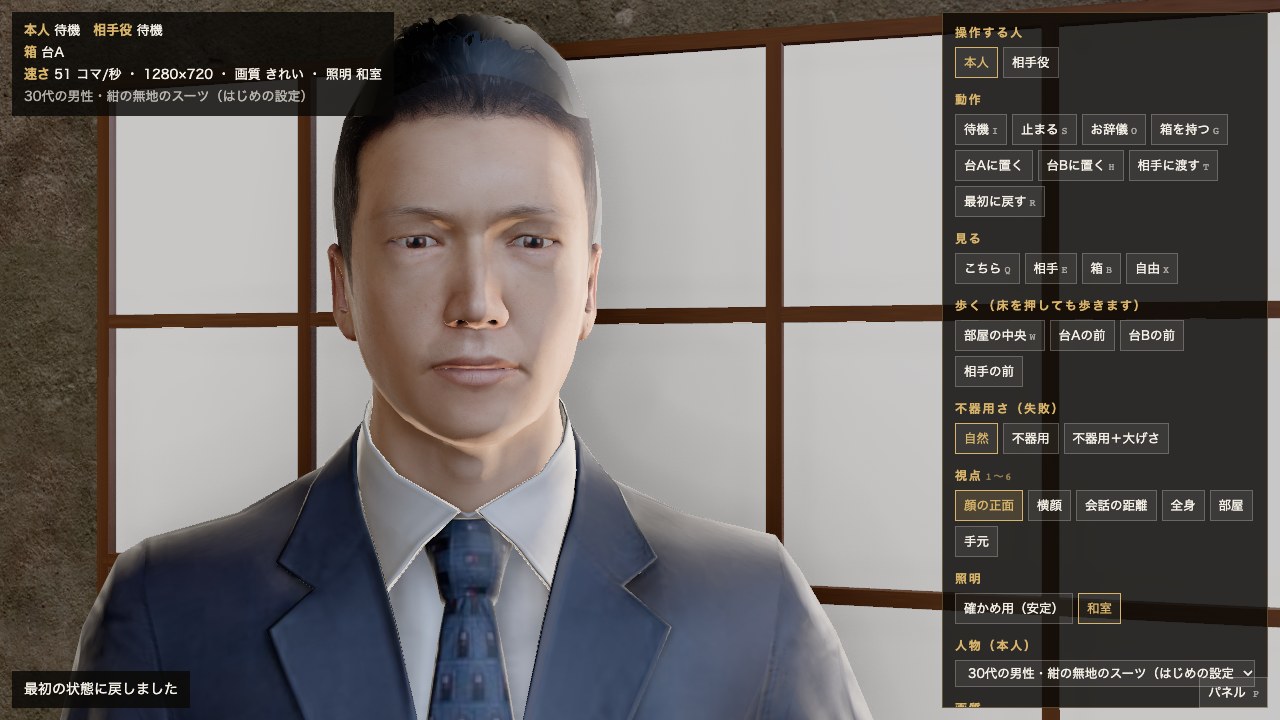 本人 待機 相手役 待機
箱 台A
速さ 51 コマ/秒 ・ 1280×720 ・ 画質 きれい ・ 照明 和室
30代の男性・紺の無地のスーツ（はじめの設定）
操作する人
本人 相手役
動作
待機 I 止まる S お辞儀 O 箱を持つ G
台Aに置く 台Bに置く H 相手に渡す T
最初に戻す R
見る
こちら Q 相手 E 箱 B 自由 X
歩く（床を押しても歩きます）
部屋の中央 W 台Aの前 台Bの前
相手の前
不器用さ（失敗）
自然 不器用 不器用＋大げさ
視点 1〜6
顔の正面 横顔 会話の距離 全身 部屋
手元
照明
確かめ用（安定） 和室
人物（本人）
30代の男性・紺の無地のスーツ（はじめの設定
パネル P
最初の状態に戻しました